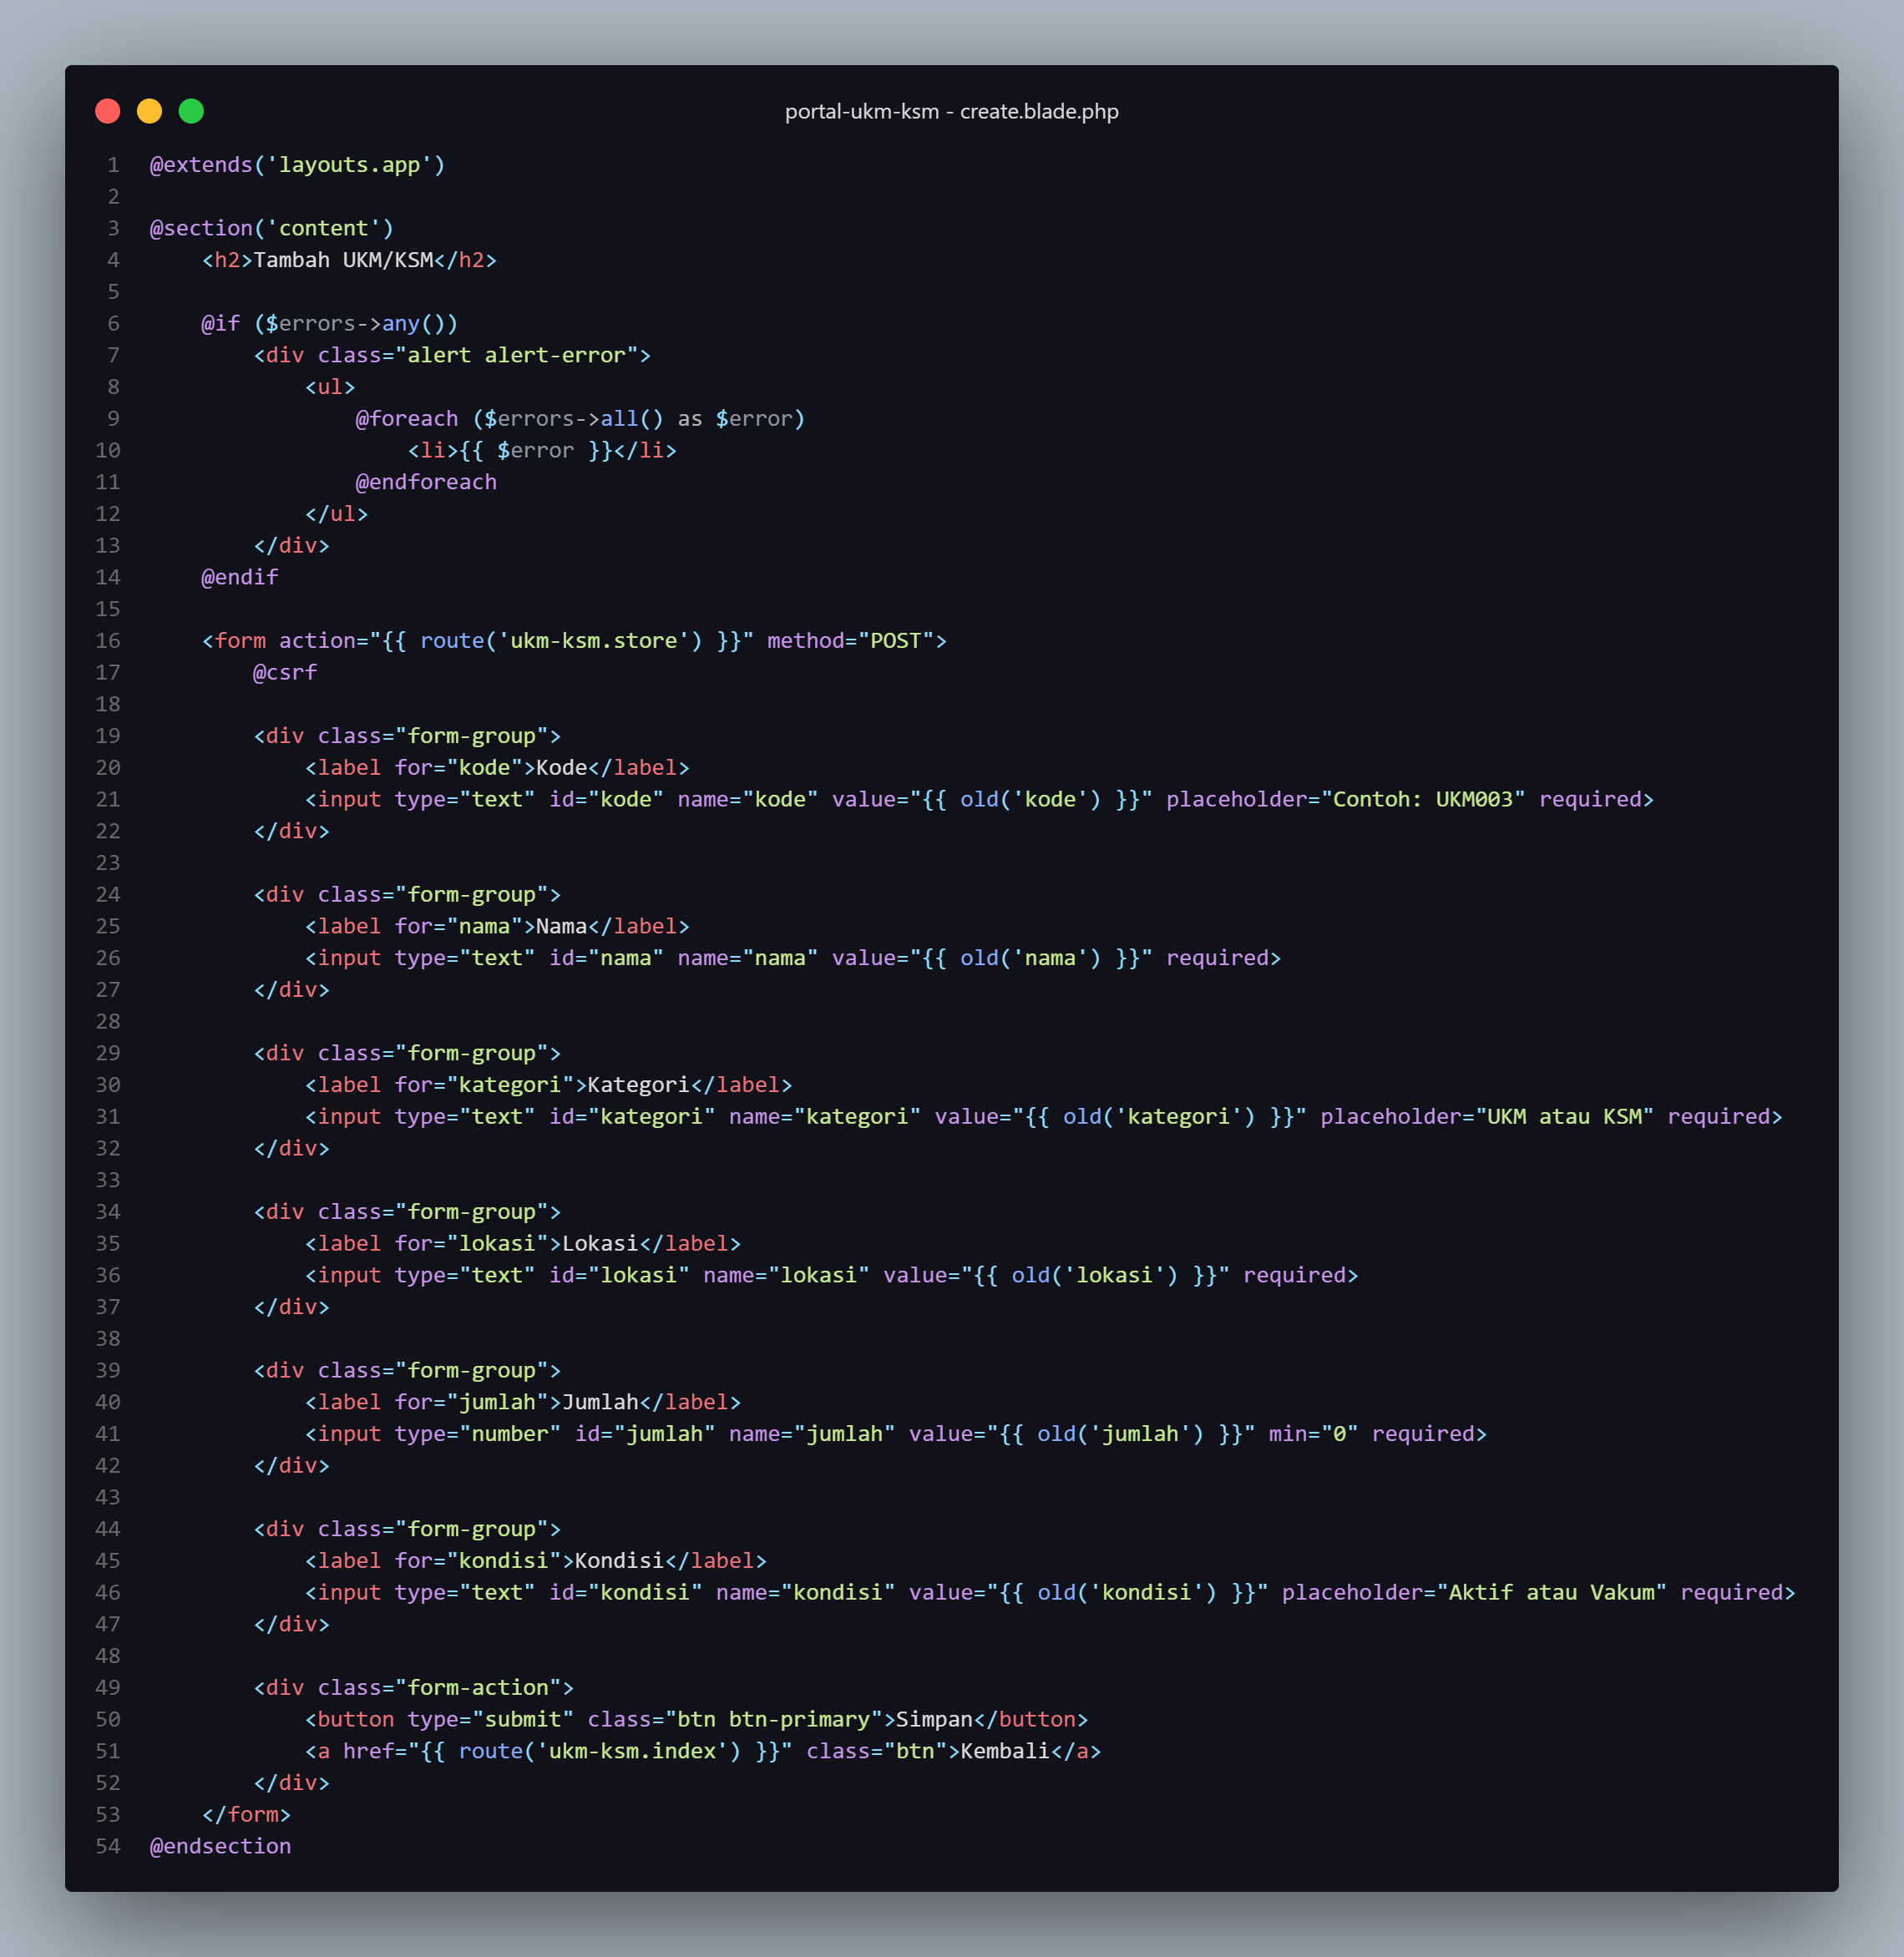 portal-ukm-ksm - create.blade.php
1 @extends('layouts.app')
2
3 @section('content')
4     <h2>Tambah UKM/KSM</h2>
5
6     @if ($errors->any())
7         <div class="alert alert-error">
8             <ul>
9                 @foreach ($errors->all() as $error)
10                     <li>{{ $error }}</li>
11                 @endforeach
12             </ul>
13         </div>
14     @endif
15
16     <form action="{{ route('ukm-ksm.store') }}" method="POST">
17         @csrf
18
19         <div class="form-group">
20             <label for="kode">Kode</label>
21             <input type="text" id="kode" name="kode" value="{{ old('kode') }}" placeholder="Contoh: UKM003" required>
22         </div>
23
24         <div class="form-group">
25             <label for="nama">Nama</label>
26             <input type="text" id="nama" name="nama" value="{{ old('nama') }}" required>
27         </div>
28
29         <div class="form-group">
30             <label for="kategori">Kategori</label>
31             <input type="text" id="kategori" name="kategori" value="{{ old('kategori') }}" placeholder="UKM atau KSM" required>
32         </div>
33
34         <div class="form-group">
35             <label for="lokasi">Lokasi</label>
36             <input type="text" id="lokasi" name="lokasi" value="{{ old('lokasi') }}" required>
37         </div>
38
39         <div class="form-group">
40             <label for="jumlah">Jumlah</label>
41             <input type="number" id="jumlah" name="jumlah" value="{{ old('jumlah') }}" min="0" required>
42         </div>
43
44         <div class="form-group">
45             <label for="kondisi">Kondisi</label>
46             <input type="text" id="kondisi" name="kondisi" value="{{ old('kondisi') }}" placeholder="Aktif atau Vakum" required>
47         </div>
48
49         <div class="form-action">
50             <button type="submit" class="btn btn-primary">Simpan</button>
51             <a href="{{ route('ukm-ksm.index') }}" class="btn">Kembali</a>
52         </div>
53     </form>
54 @endsection